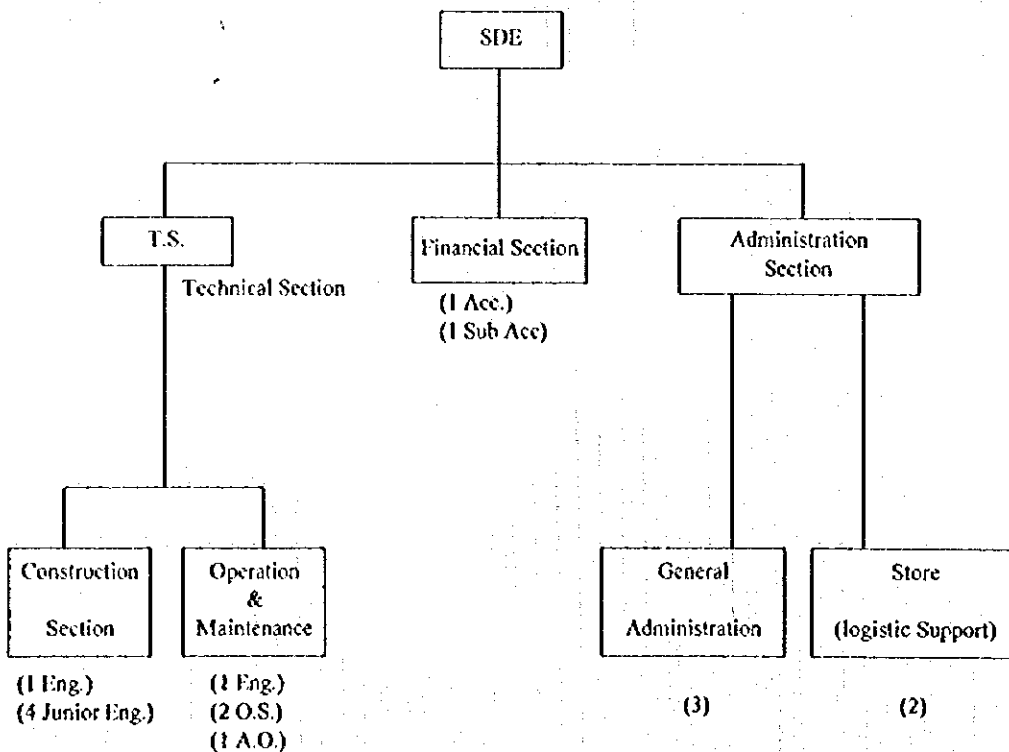 SDE
T.S.
Technical Section
Financial Section
(1 Acc.)
(1 Sub Acc)
Administration
Section
Construction
Section
(1 Eng.)
(4 Junior Eng.)
Operation
&
Maintenance
(1 Eng.)
(2 O.S.)
(1 A.O.)
General
Administration
(3)
Store
(logistic Support)
(2)